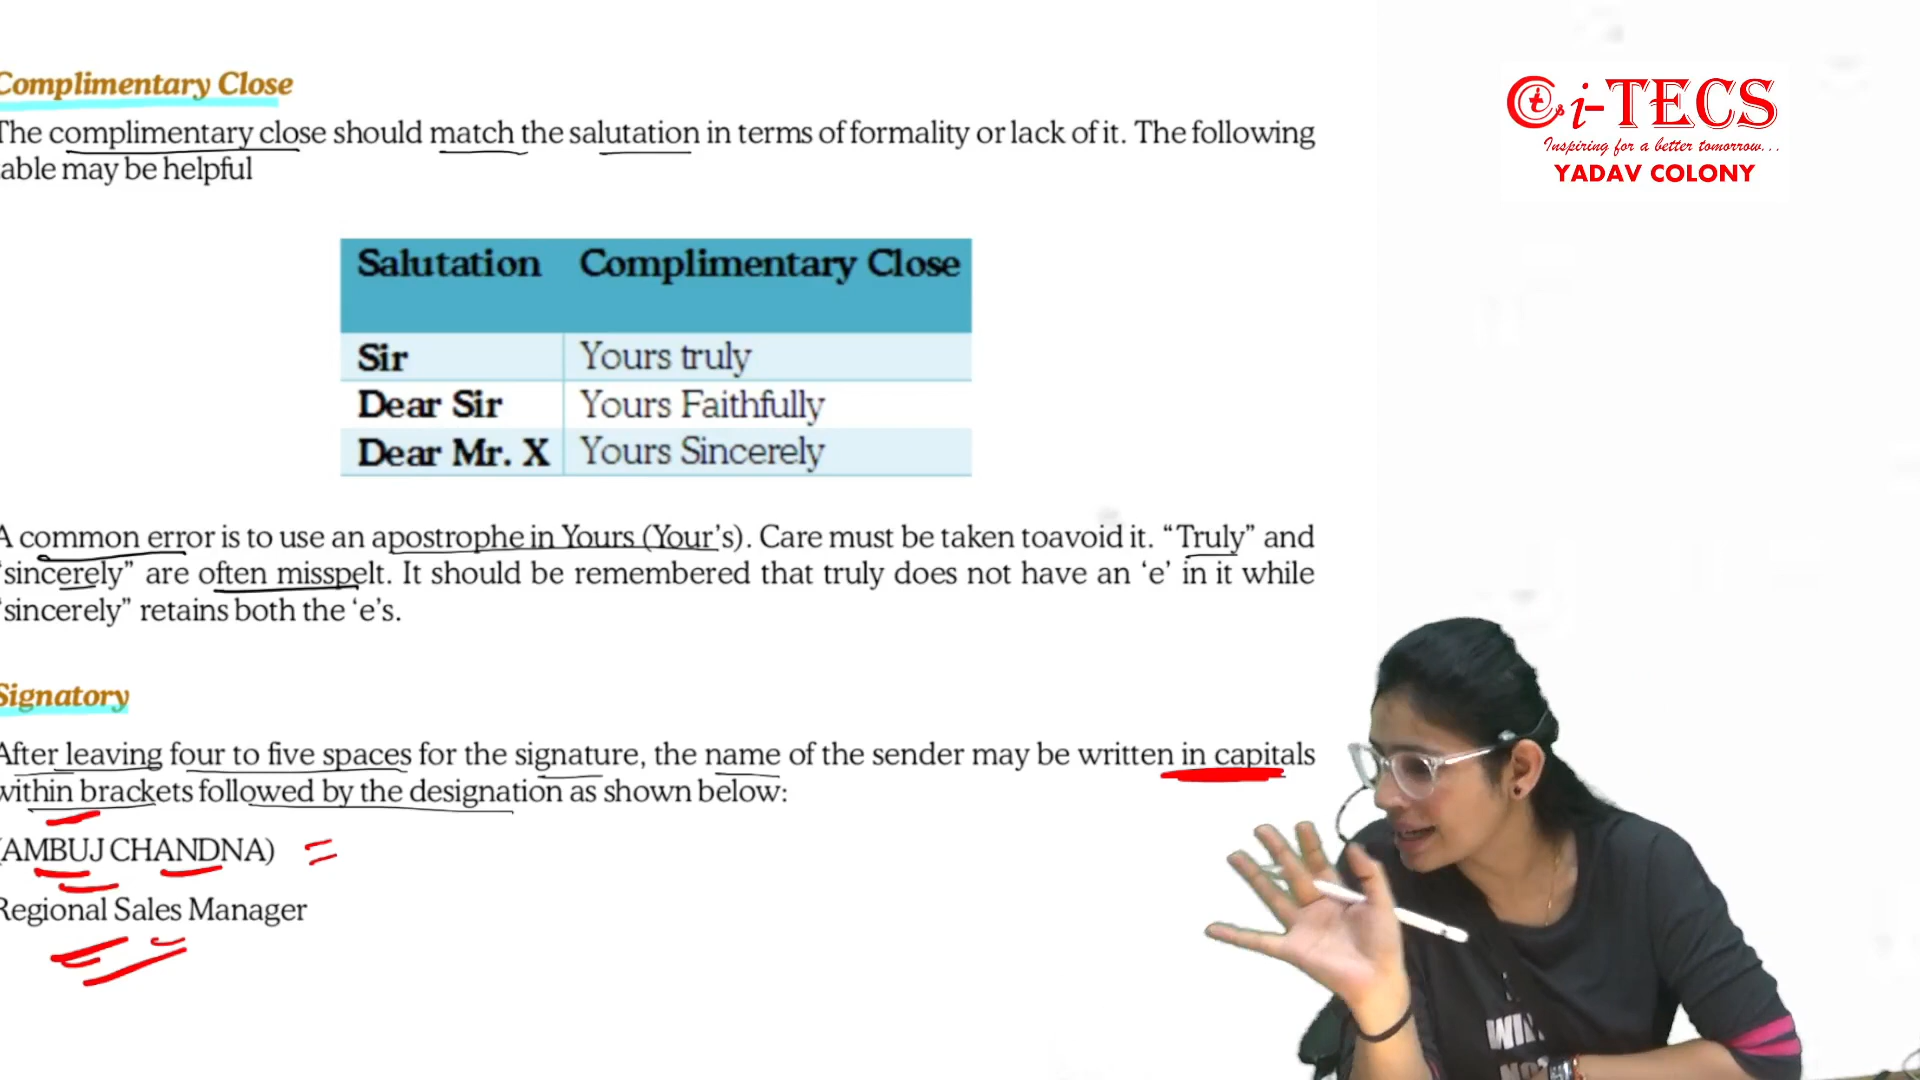 Complimentary Close
The complimentary close should match the salutation in terms of formality or lack of it. The following
table may be helpful
Salutation Complimentary Close
Sir Yours truly
Dear Sir Yours Faithfully
Dear Mr. X Yours Sincerely
A common error is to use an apostrophe in Yours (Your's). Care must be taken toavoid it. “Truly” and
“sincerely” are often misspelt. It should be remembered that truly does not have an ‘e’ in it while
“sincerely” retains both the ‘e’s.
Signatory
After leaving four to five spaces for the signature, the name of the sender may be written in capitals
within brackets followed by the designation as shown below:
(AMBUJ CHANDNA)
Regional Sales Manager
i-TECS
Inspiring for a better tomorrow...
YADAV COLONY